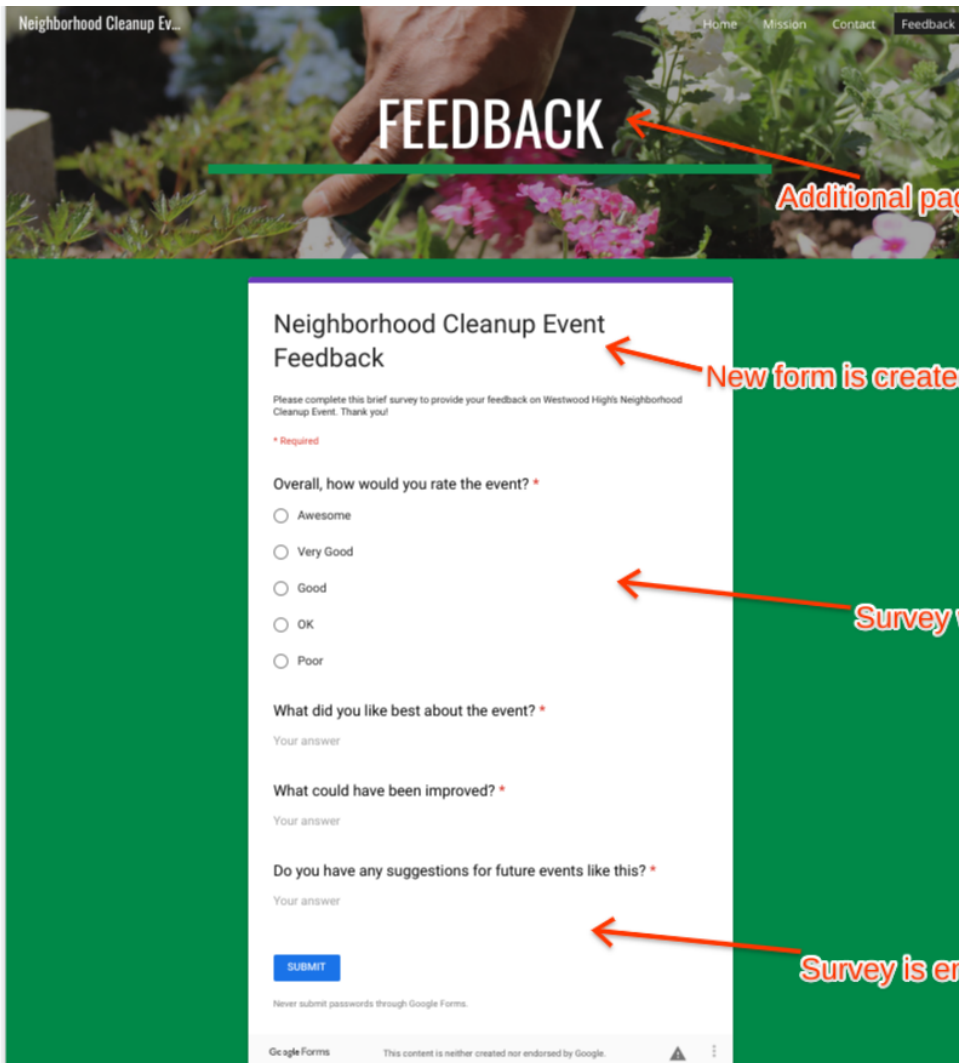 Neighborhood Cleanup Ev...
Home Mission Contact Feedback
FEEDBACK
Additional
Neighborhood Cleanup Event
Feedback
New form is
Please complete this brief survey to provide your feedback on Westwood High's Neighborhood
Cleanup Event. Thank you!
* Required
Overall, how would you rate the event? *
Awesome
Very Good
Good
OK
Poor
Survey
What did you like best about the event? *
Your answer
What could have been improved? *
Your answer
Do you have any suggestions for future events like this? *
Your answer
SUBMIT
Survey is
Never submit passwords through Google Forms.
Google Forms
This content is neither created nor endorsed by Google.